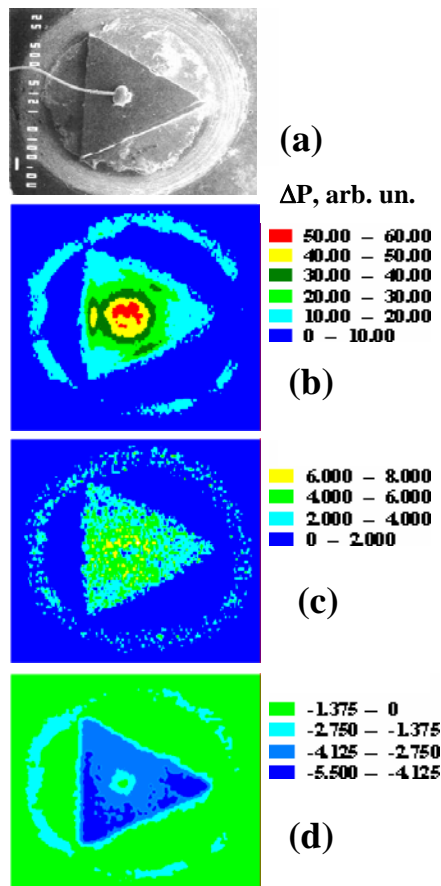 (a)
ΔP, arb. un.
50.00 – 60.00
40.00 – 50.00
30.00 – 40.00
20.00 – 30.00
10.00 – 20.00
0 – 10.00
(b)
6.000 – 8.000
4.000 – 6.000
2.000 – 4.000
0 – 2.000
(c)
-1.375 – 0
-2.750 – -1.375
-4.125 – -2.750
-5.500 – -4.125
(d)